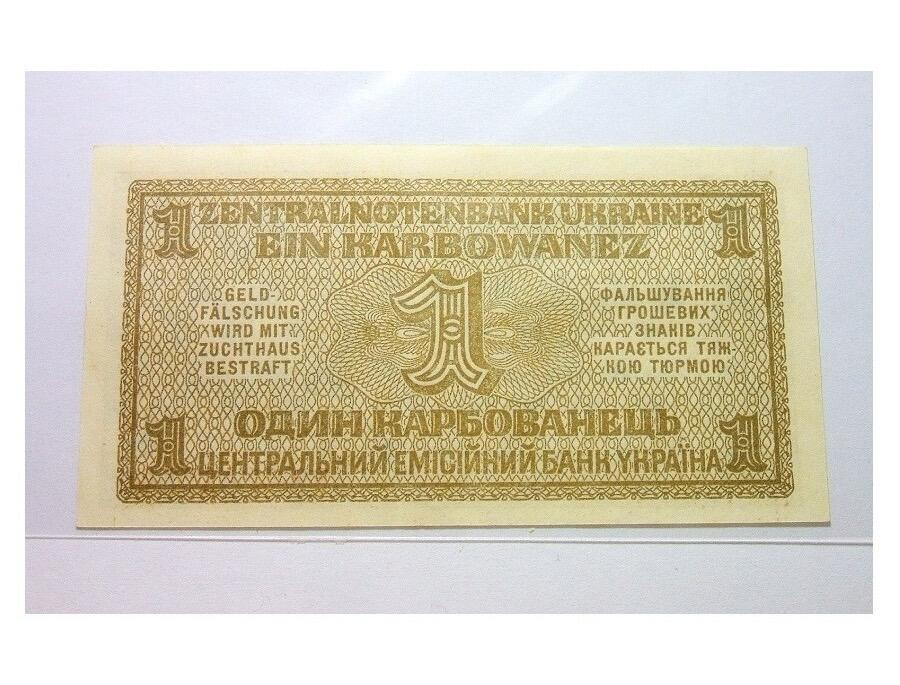 1 ZENTRALNOTENBANK UKRAINE 1
EIN KARBOWANEZ
GELD-
FÄLSCHUNG
WIRD MIT
ZUCHTHAUS
BESTRAFT
1
ФАЛЬШУВАННЯ
ГРОШЕВИХ
ЗНАКІВ
КАРАЄТЬСЯ ТЯЖ-
КОЮ ТЮРМОЮ
ОДИН КАРБОВАНЕЦЬ
1 ЦЕНТРАЛЬНИЙ ЕМІСІЙНИЙ БАНК УКРАЇНА 1